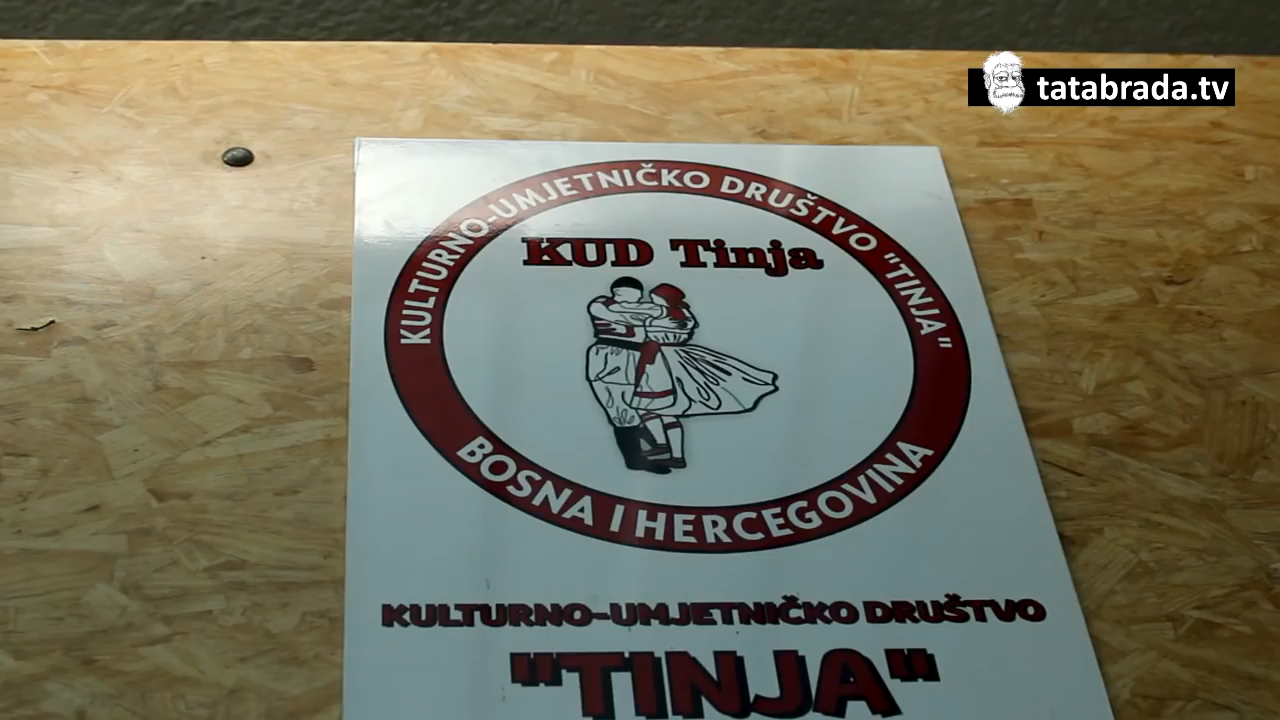 tatabrada.tv
KULTURNO-UMJETNIČKO DRUŠTVO "TINJA"
KUD Tinja
BOSNA I HERCEGOVINA
KULTURNO-UMJETNIČKO DRUŠTVO
"TINJA"